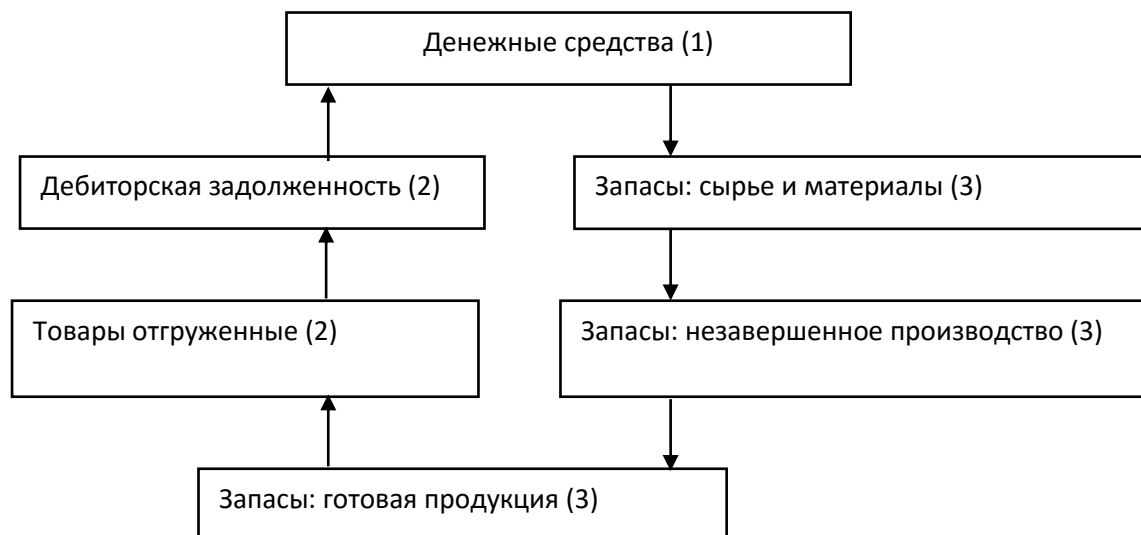 Денежные средства (1)
Дебиторская задолженность (2)
Запасы: сырье и материалы (3)
Товары отгруженные (2)
Запасы: незавершенное производство (3)
Запасы: готовая продукция (3)